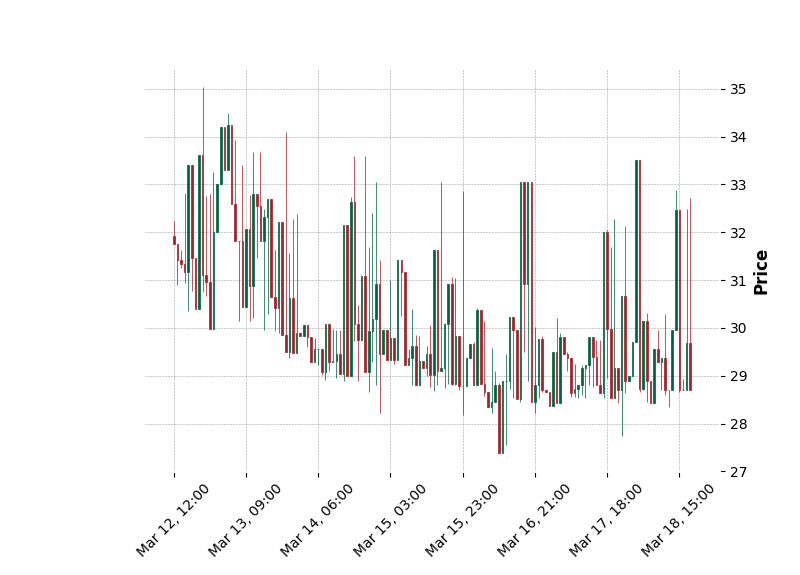 35
34
33
32
31
30
29
28
27
Price
Mar 12, 12:00
Mar 13, 09:00
Mar 14, 06:00
Mar 15, 03:00
Mar 15, 23:00
Mar 16, 21:00
Mar 17, 18:00
Mar 18, 15:00